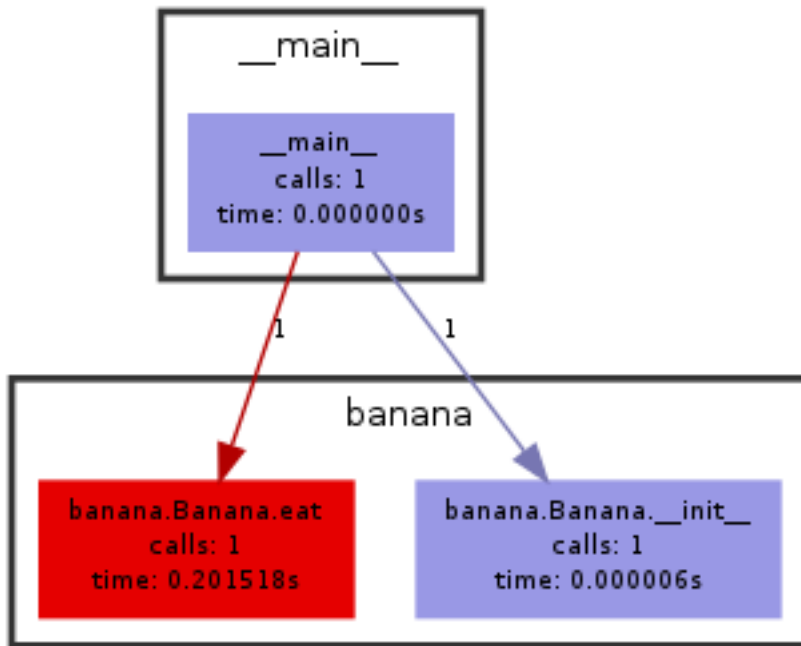 __main__
__main__
calls: 1
time: 0.000000s
1
1
banana
banana.Banana.eat
calls: 1
time: 0.201518s
banana.Banana.__init__
calls: 1
time: 0.000006s